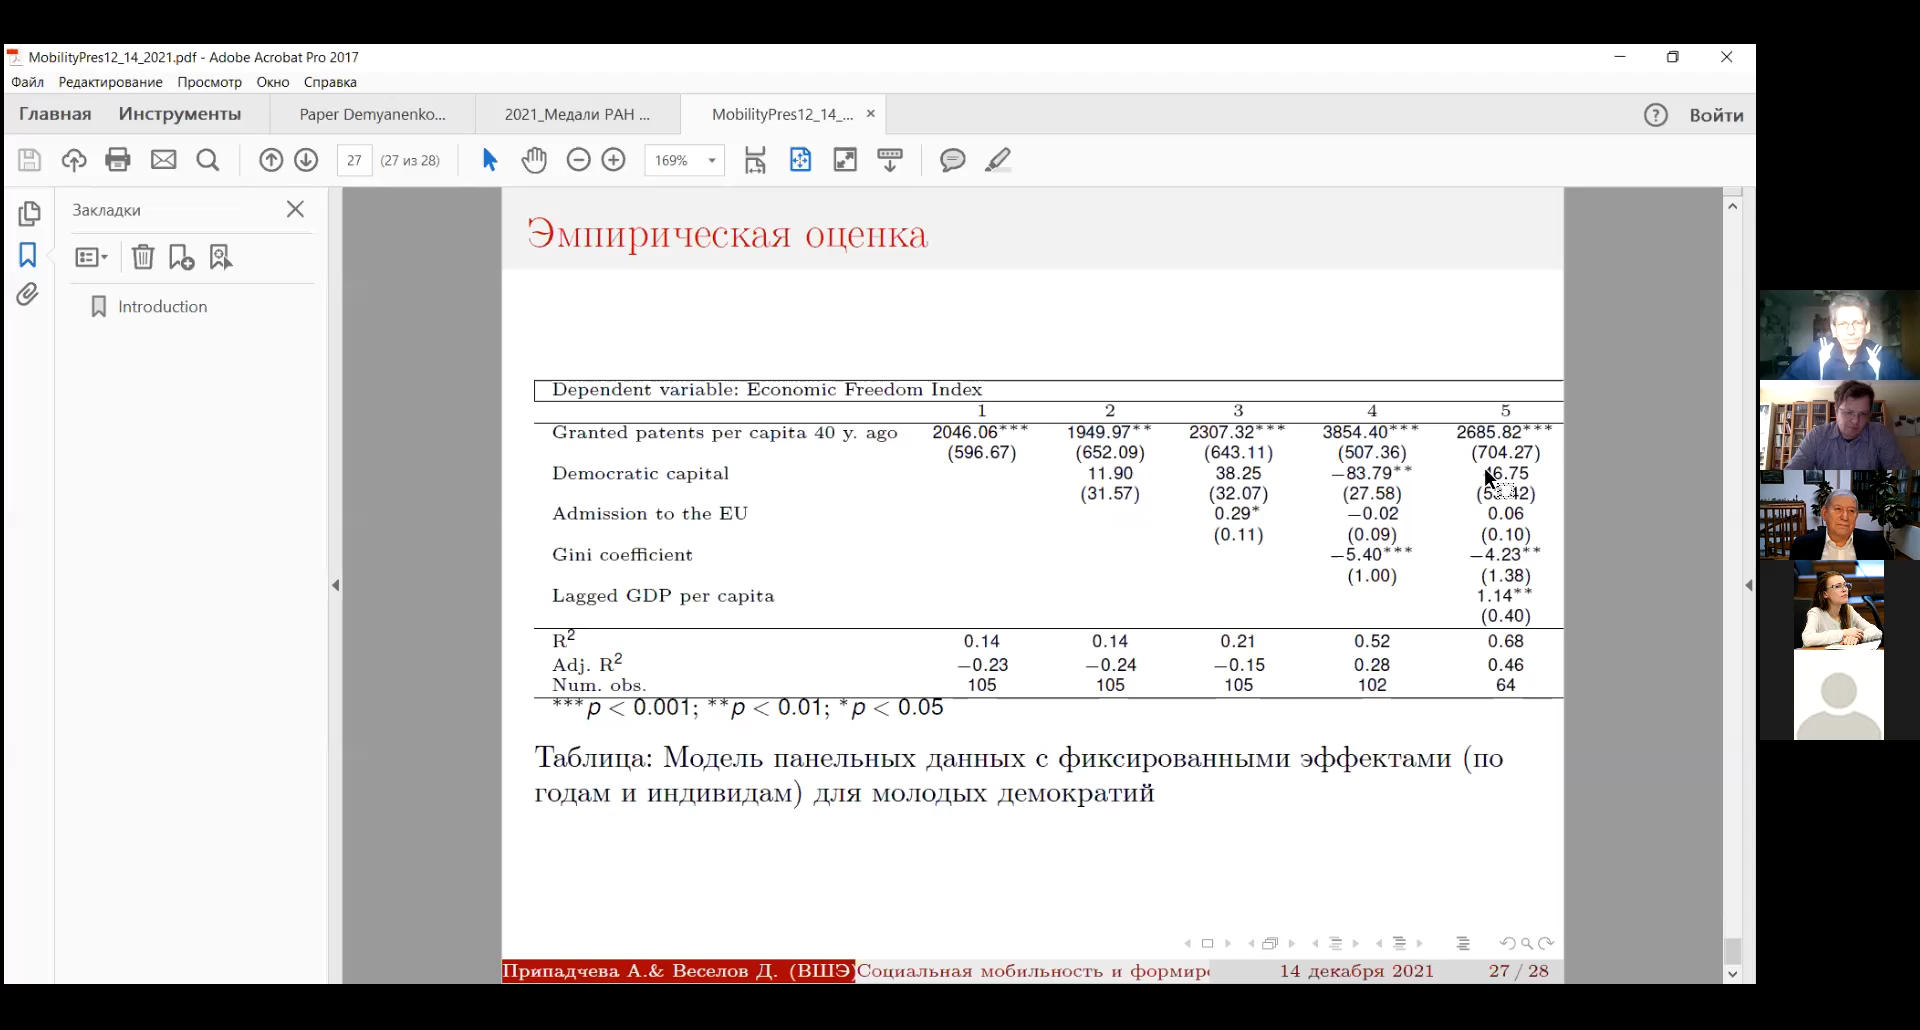 MobilityPres12_14_2021.pdf - Adobe Acrobat Pro 2017
Файл Редактирование Просмотр Окно Справка
Главная Инструменты Paper Demyanenko... 2021_Медали РАН ... MobilityPres12_14_... × Войти
27 (27 из 28) 169%
Закладки
Introduction
Эмпирическая оценка
Dependent variable: Economic Freedom Index
1 2 3 4 5
Granted patents per capita 40 y. ago 2046.06*** 1949.97** 2307.32*** 3854.40*** 2685.82***
(596.67) (652.09) (643.11) (507.36) (704.27)
Democratic capital 11.90 38.25 −83.79**
(31.57) (32.07) (27.58)
Admission to the EU 0.29* −0.02 0.06
(0.11) (0.09) (0.10)
Gini coefficient −5.40*** −4.23**
(1.00) (1.38)
Lagged GDP per capita 1.14**
(0.40)
R2 0.14 0.14 0.21 0.52 0.68
Adj. R2 −0.23 −0.24 −0.15 0.28 0.46
Num. obs. 105 105 105 102 64
***p < 0.001; **p < 0.01; *p < 0.05
Таблица: Модель панельных данных с фиксированными эффектами (по
годам и индивидам) для молодых демократий
Припадчева А.& Веселов Д. (ВШЭ) Социальная мобильность и формиро 14 декабря 2021 27 / 28